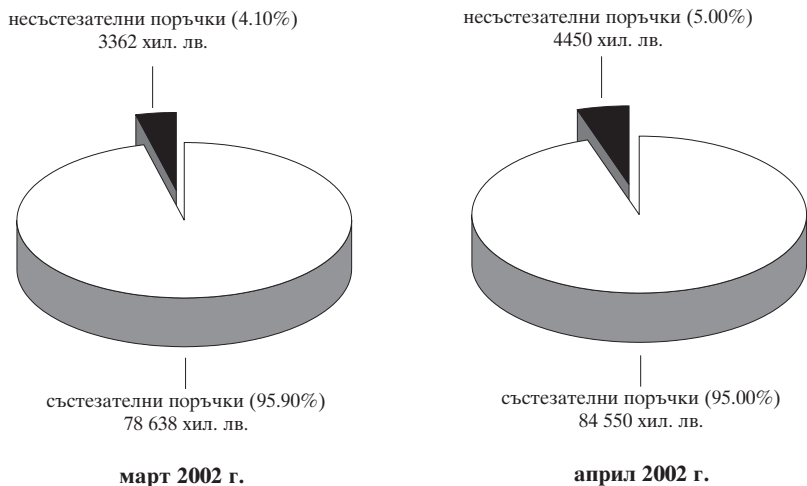 несъстезателни поръчки (4.10%)
3362 хил. лв.
състезателни поръчки (95.90%)
78 638 хил. лв.
март 2002 г.
несъстезателни поръчки (5.00%)
4450 хил. лв.
състезателни поръчки (95.00%)
84 550 хил. лв.
април 2002 г.